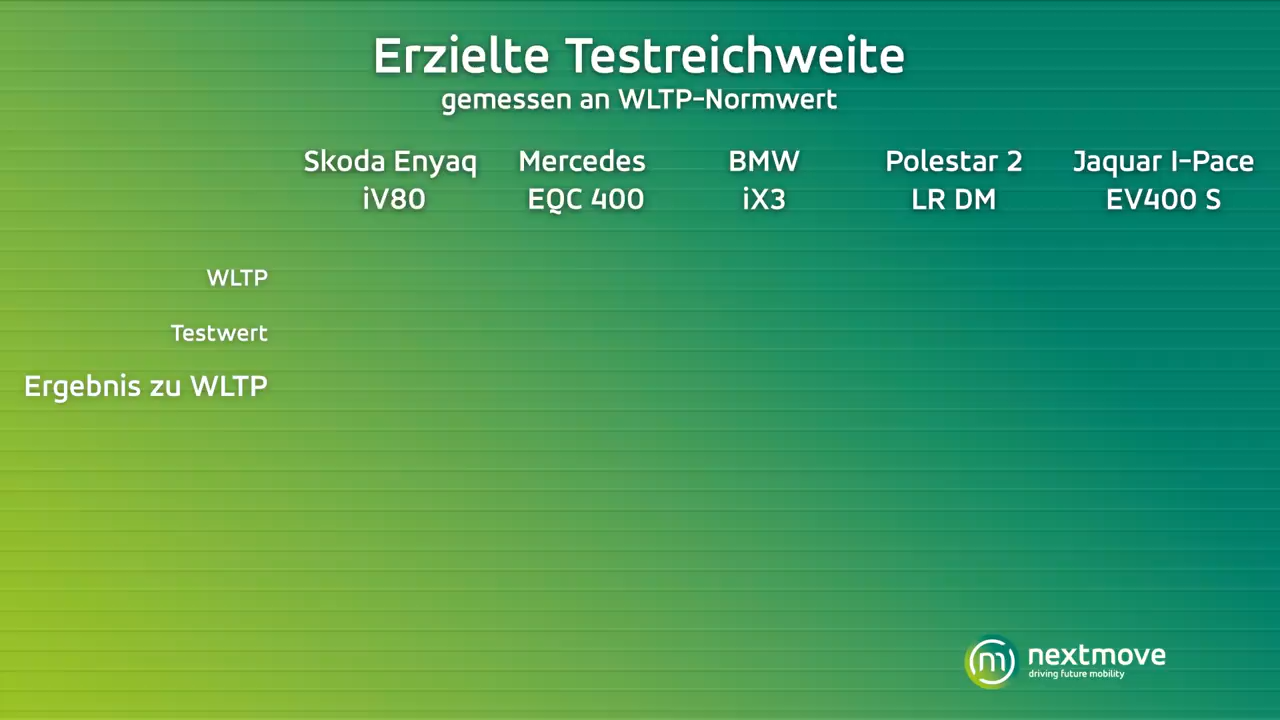 Erzielte Testreichweite
gemessen an WLTP-Normwert
Skoda Enyaq Mercedes BMW Polestar 2 Jaquar I-Pace
iV80 EQC 400 iX3 LR DM EV400 S
WLTP
Testwert
Ergebnis zu WLTP
nextmove
driving future mobility